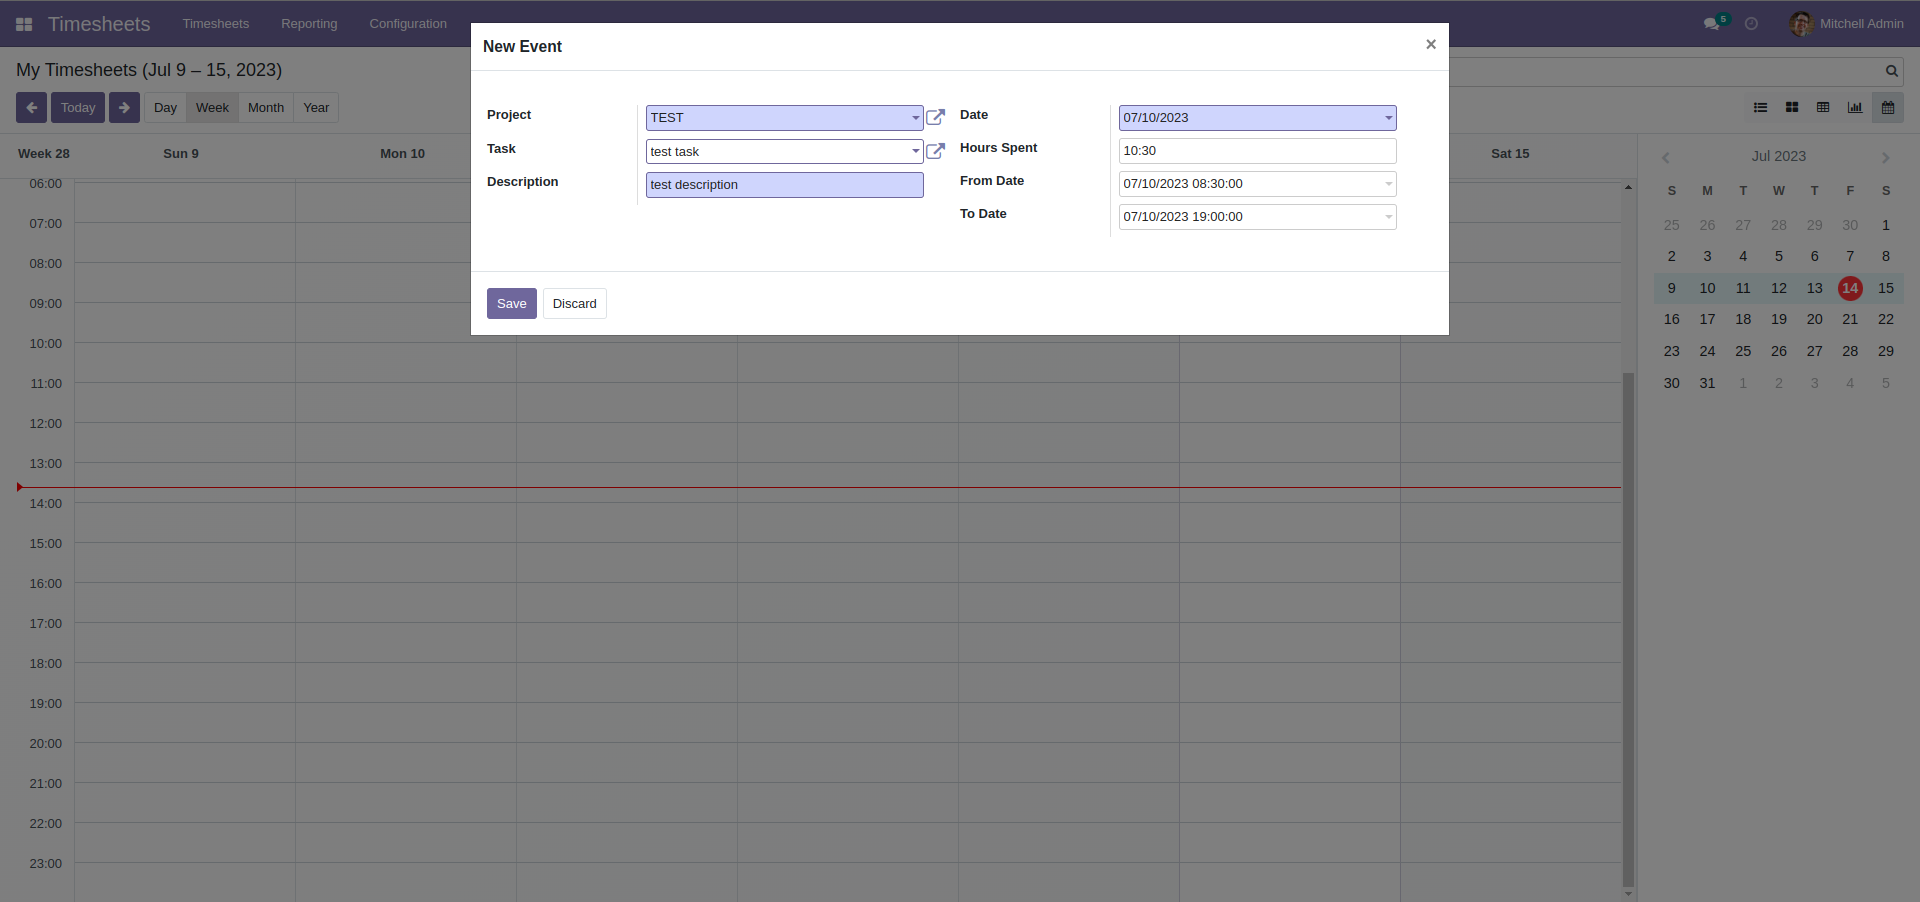 Timesheets Timesheets Reporting Configuration 5 Mitchell Admin
My Timesheets (Jul 9 – 15, 2023)
Today Day Week Month Year
New Event ×
Project TEST
Task test task
Description test description
Date 07/10/2023
Hours Spent 10:30
From Date 07/10/2023 08:30:00
To Date 07/10/2023 19:00:00
Save Discard
Week 28 Sun 9 Mon 10 Sat 15
06:00
07:00
08:00
09:00
10:00
11:00
12:00
13:00
14:00
15:00
16:00
17:00
18:00
19:00
20:00
21:00
22:00
23:00
Jul 2023
S M T W T F S
25 26 27 28 29 30 1
2 3 4 5 6 7 8
9 10 11 12 13 14 15
16 17 18 19 20 21 22
23 24 25 26 27 28 29
30 31 1 2 3 4 5